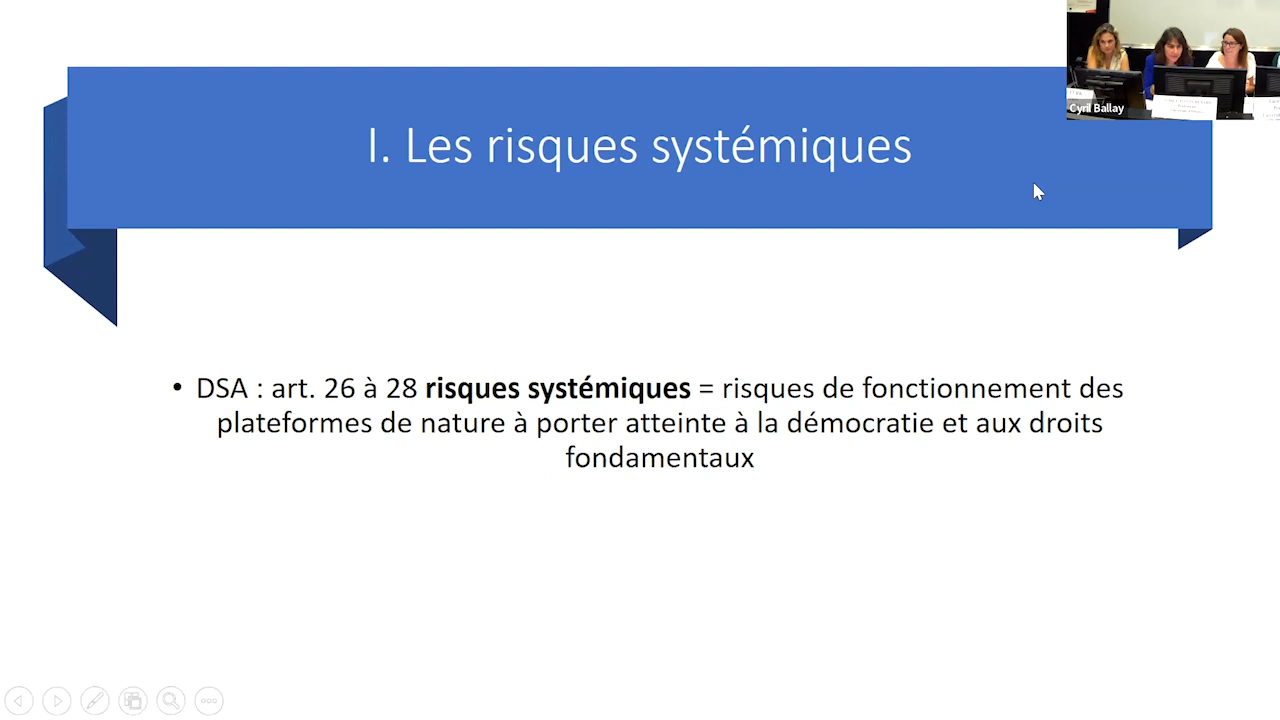 I. Les risques systémiques
Cyril Ballay
• DSA : art. 26 à 28 risques systémiques = risques de fonctionnement des
plateformes de nature à porter atteinte à la démocratie et aux droits
fondamentaux